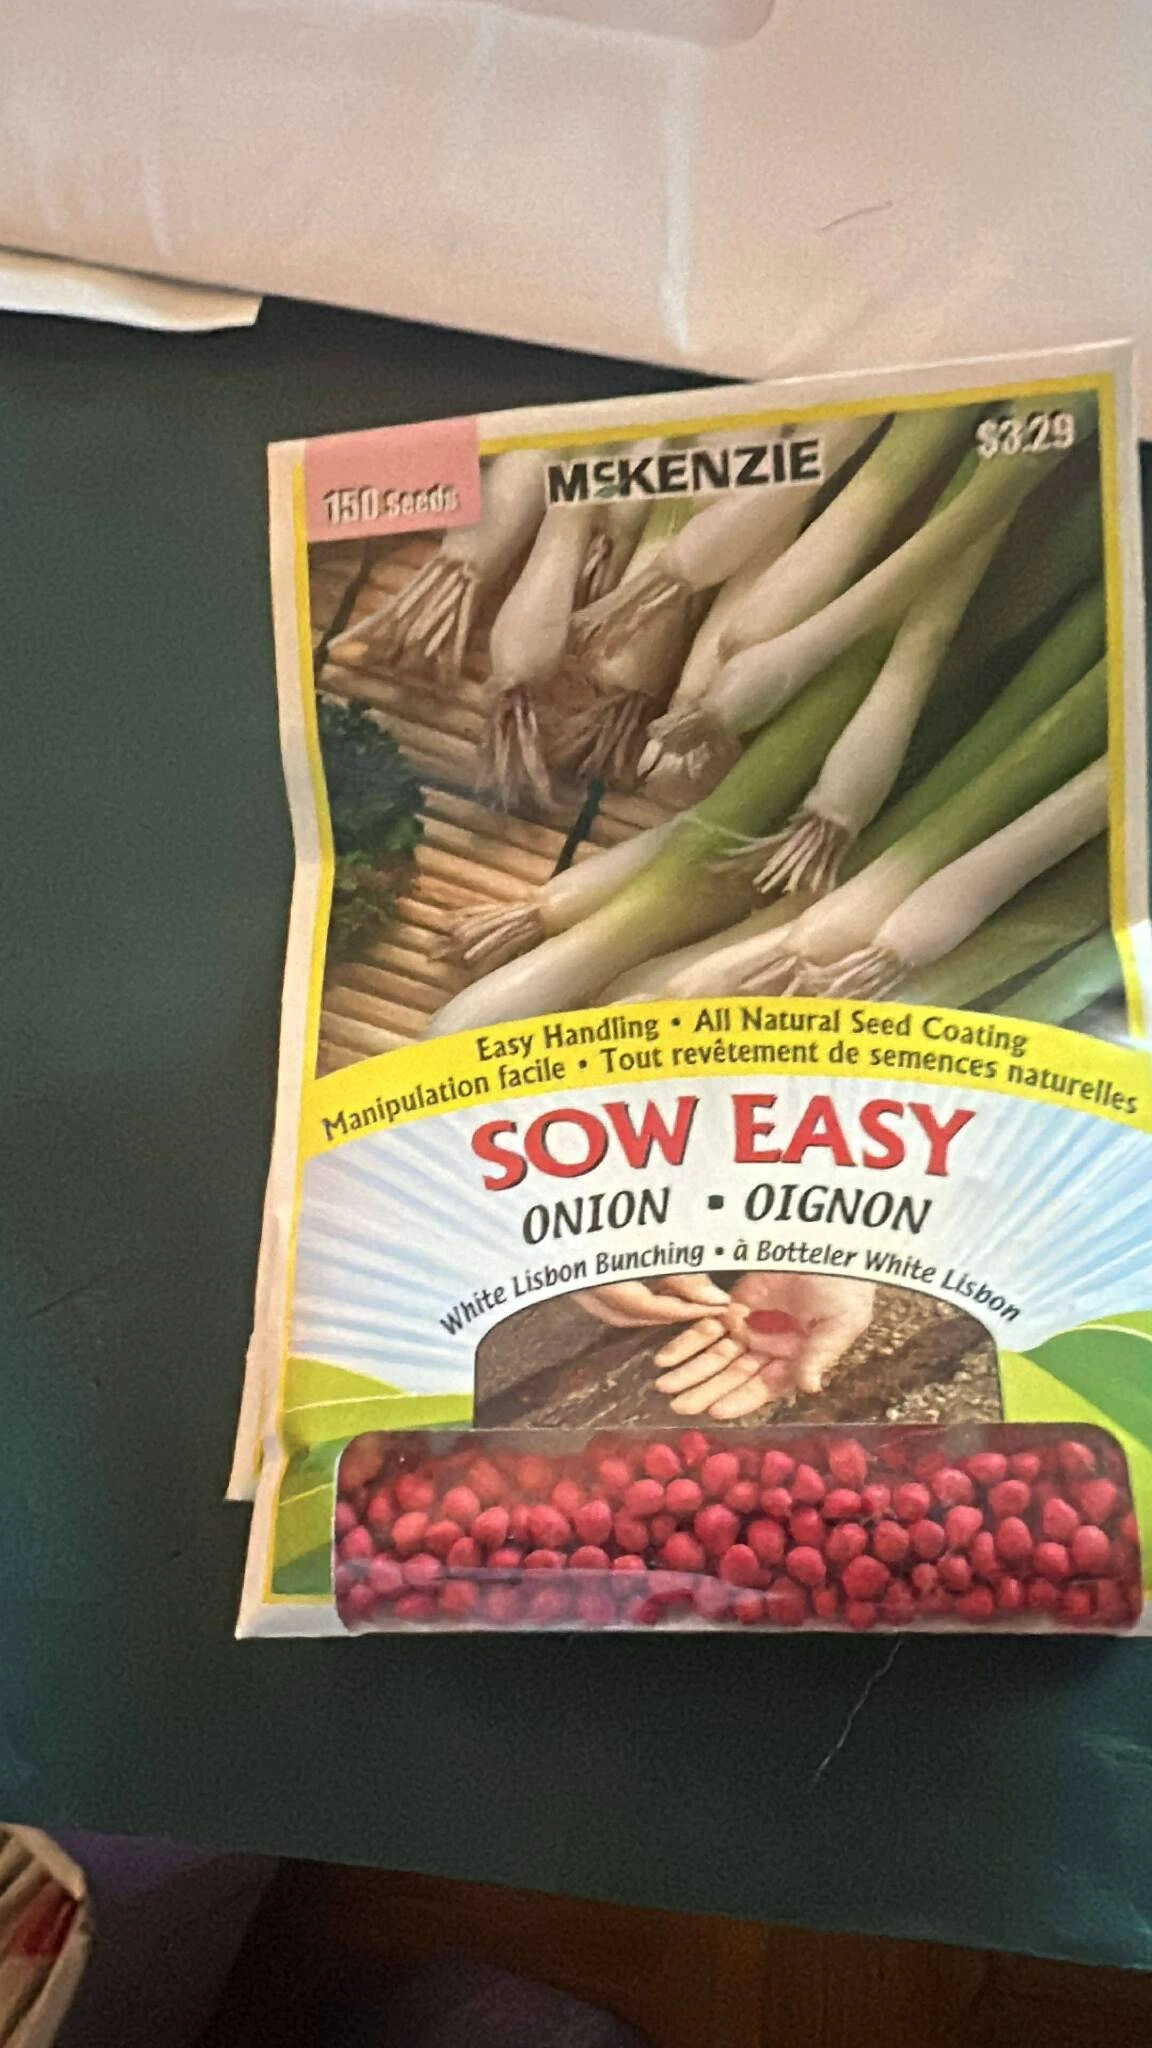 McKENZIE
$3.29
150 Seeds
Easy Handling • All Natural Seed Coating
Manipulation facile • Tout revêtement de semences naturelles
SOW EASY
ONION • OIGNON
White Lisbon Bunching • à Botteler White Lisbon